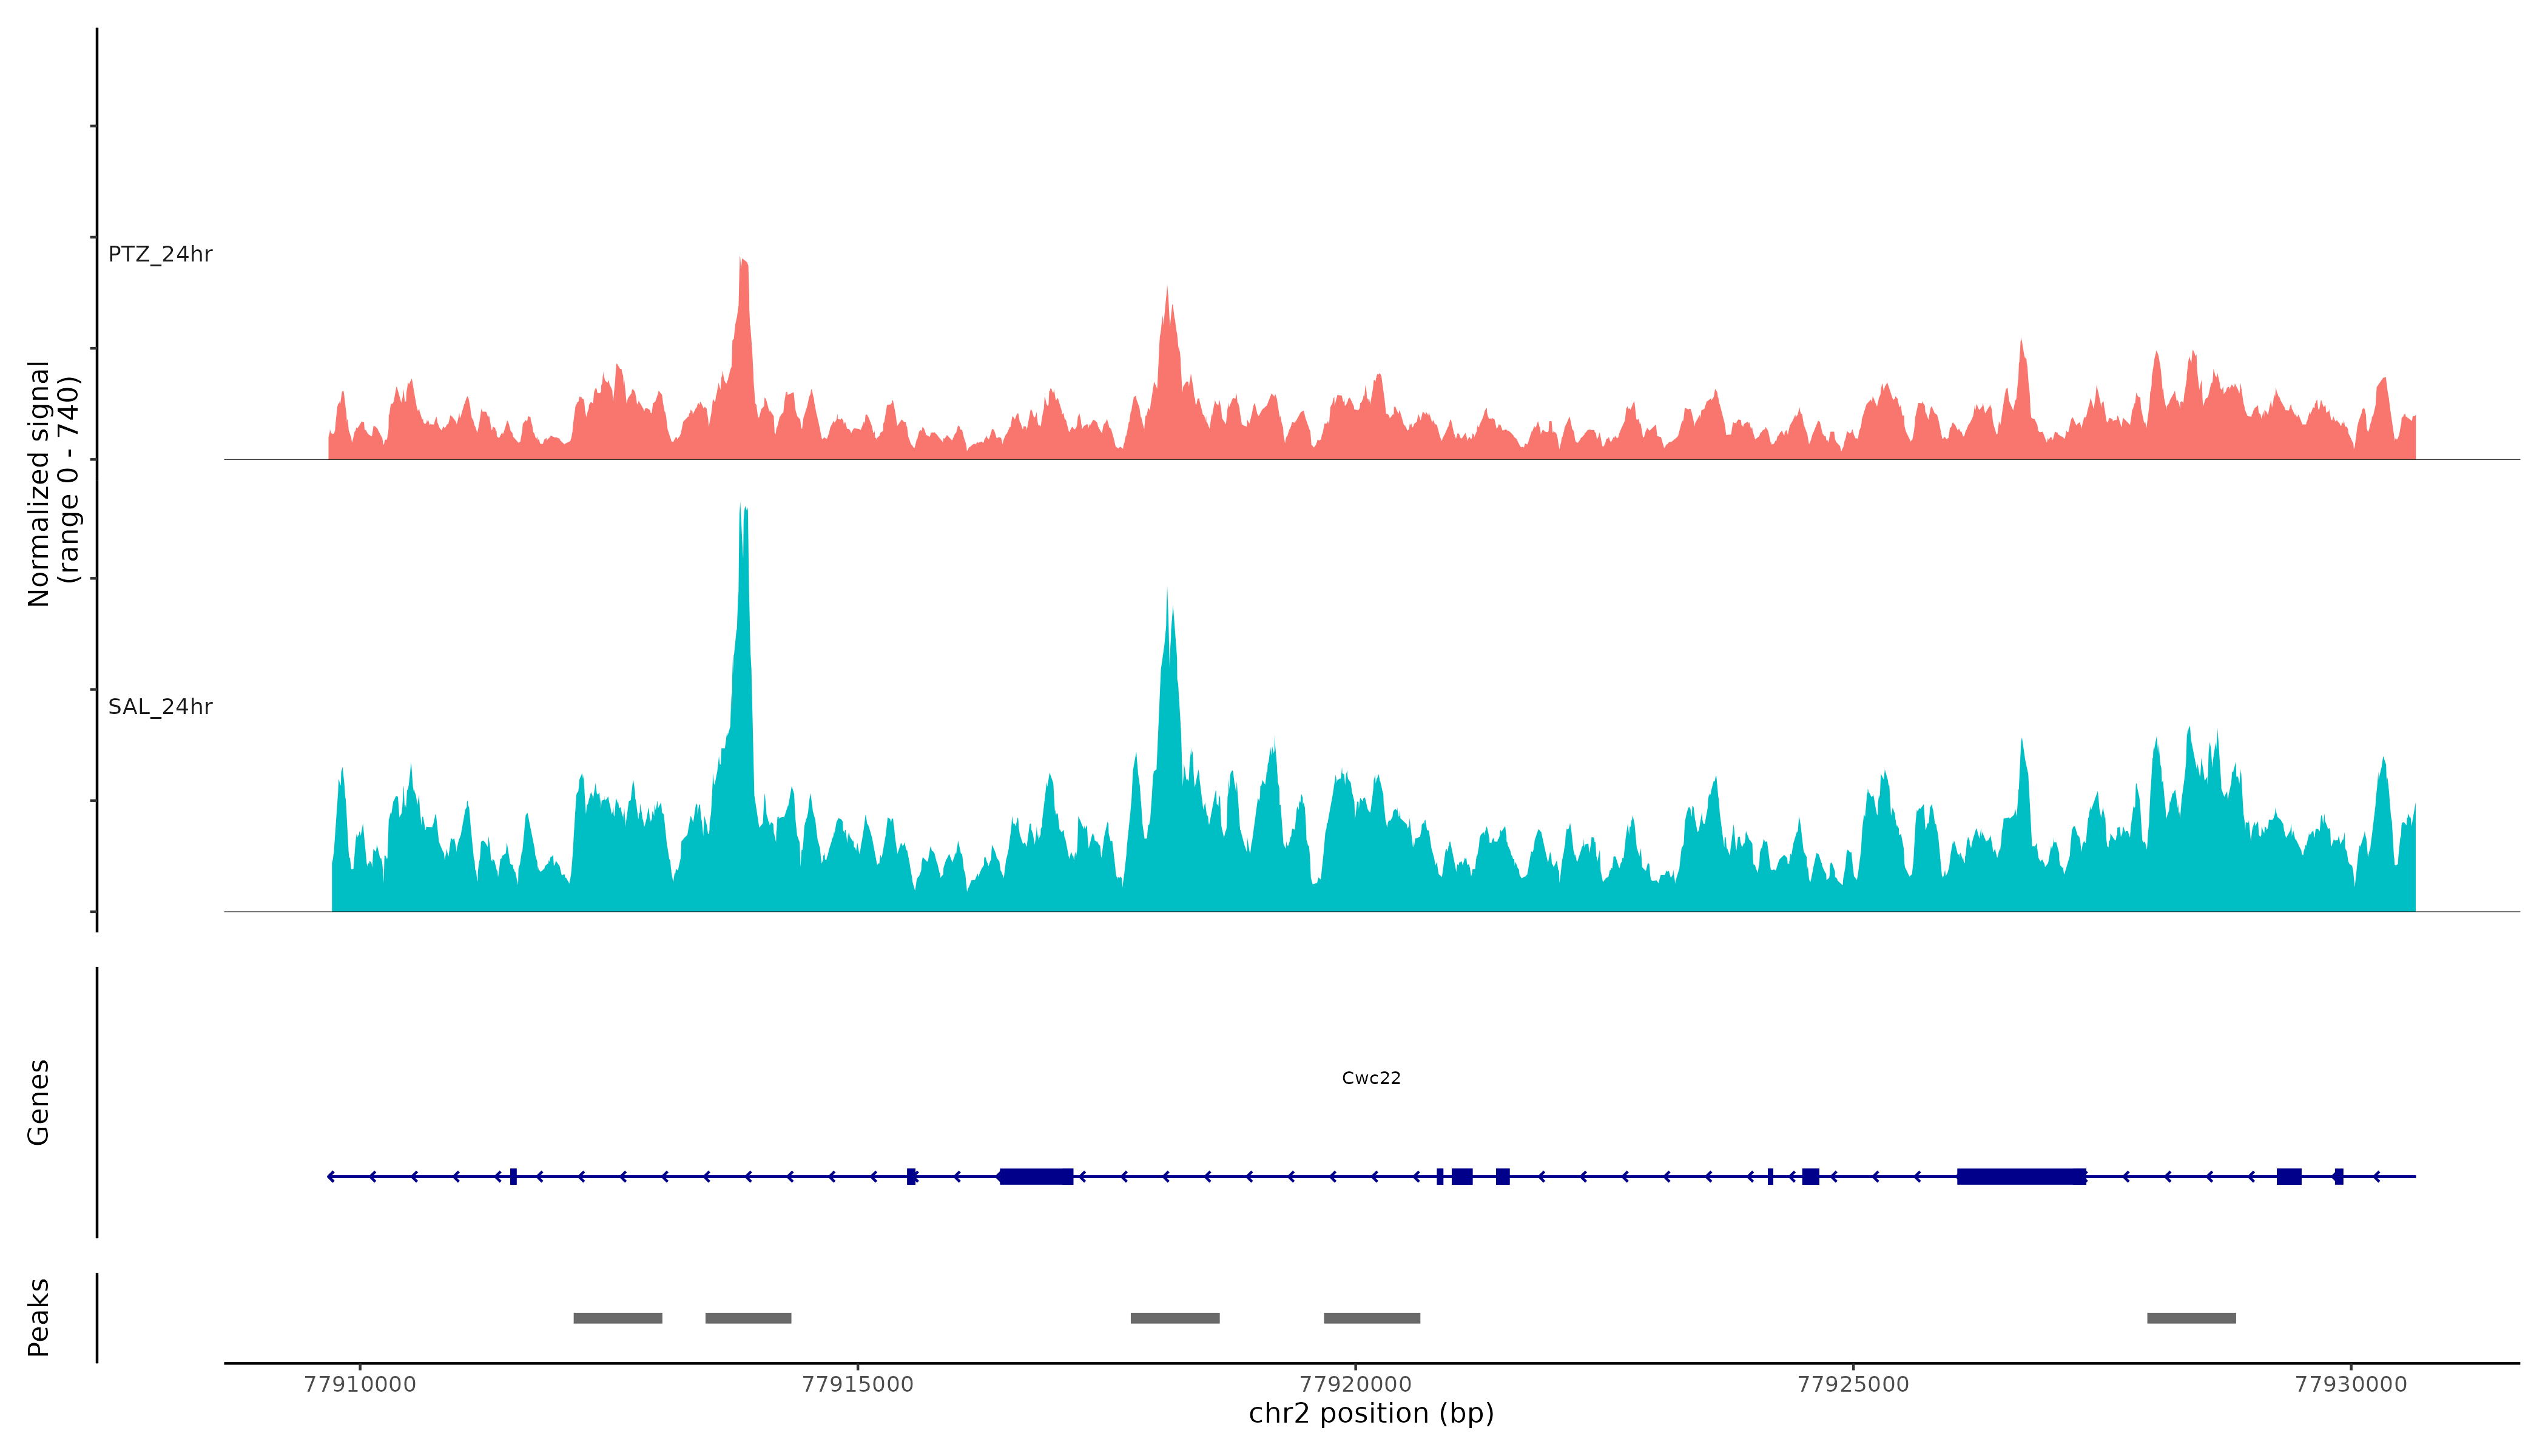 Normalized signal
(range 0 - 740)
PTZ_24hr
SAL_24hr
Genes
Cwc22
Peaks
77910000 77915000 77920000 77925000 77930000
chr2 position (bp)